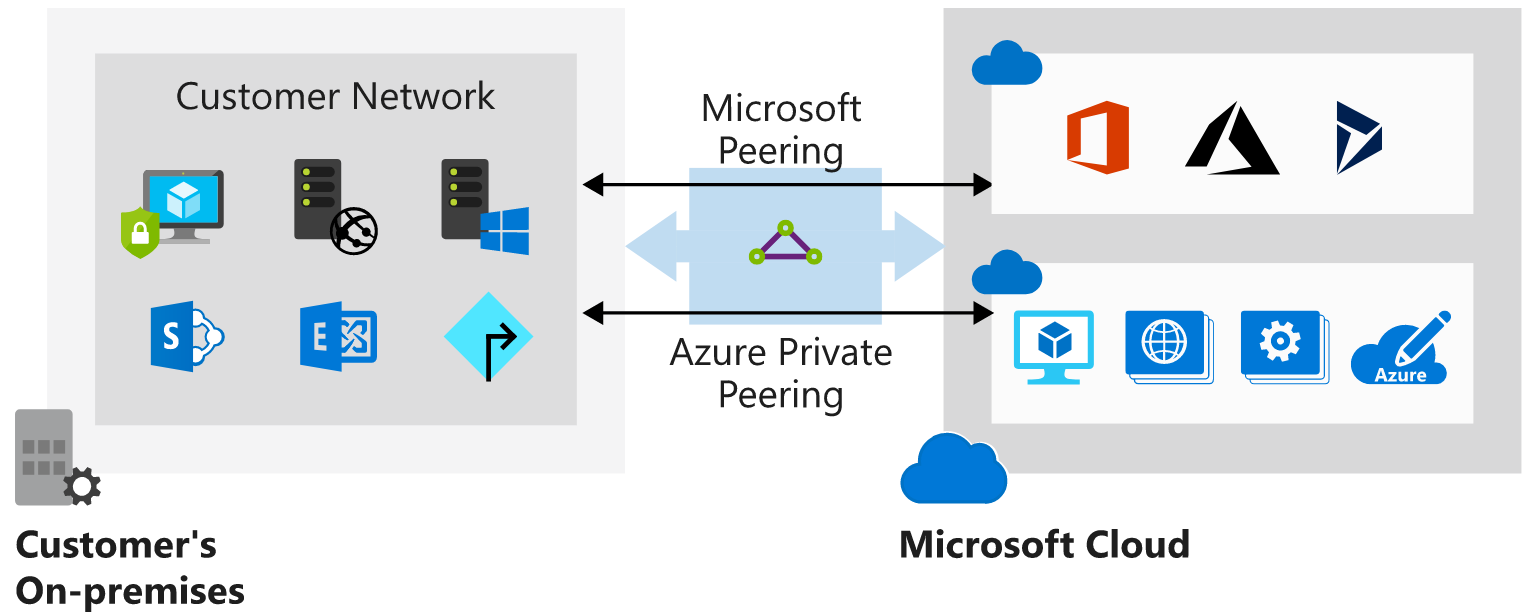 Customer Network
Microsoft
Peering
S
E
Azure Private
Peering
Azure
Customer's
On-premises
Microsoft Cloud